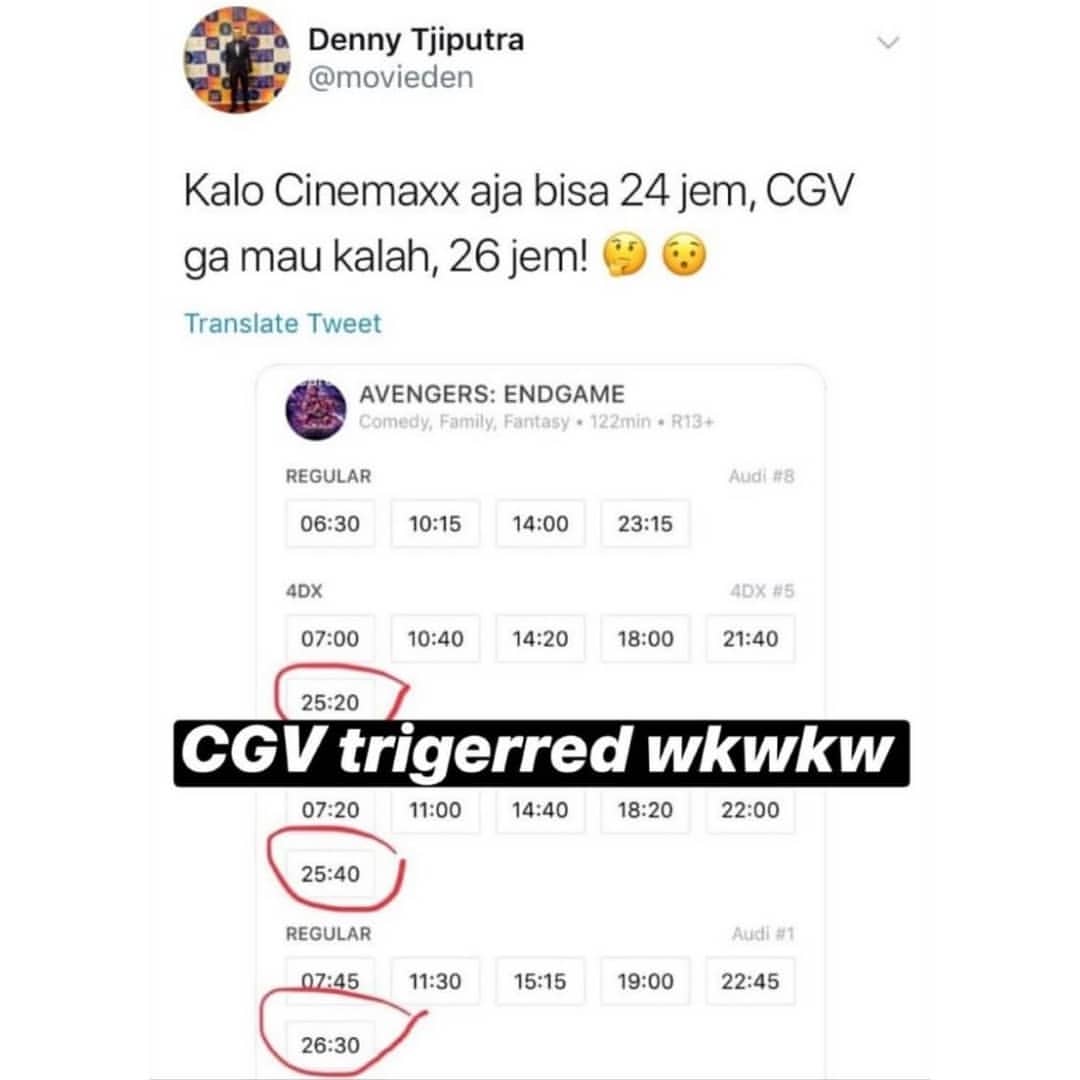 Denny Tjiputra
@movieden
Kalo Cinemaxx aja bisa 24 jem, CGV
ga mau kalah, 26 jem! 🤔 😯
Translate Tweet
AVENGERS: ENDGAME
Comedy, Family, Fantasy • 122min • R13+
REGULAR Audi #8
06:30 10:15 14:00 23:15
4DX 4DX #5
07:00 10:40 14:20 18:00 21:40
25:20
CGV trigerred wkwkw
07:20 11:00 14:40 18:20 22:00
25:40
REGULAR Audi #1
07:45 11:30 15:15 19:00 22:45
26:30